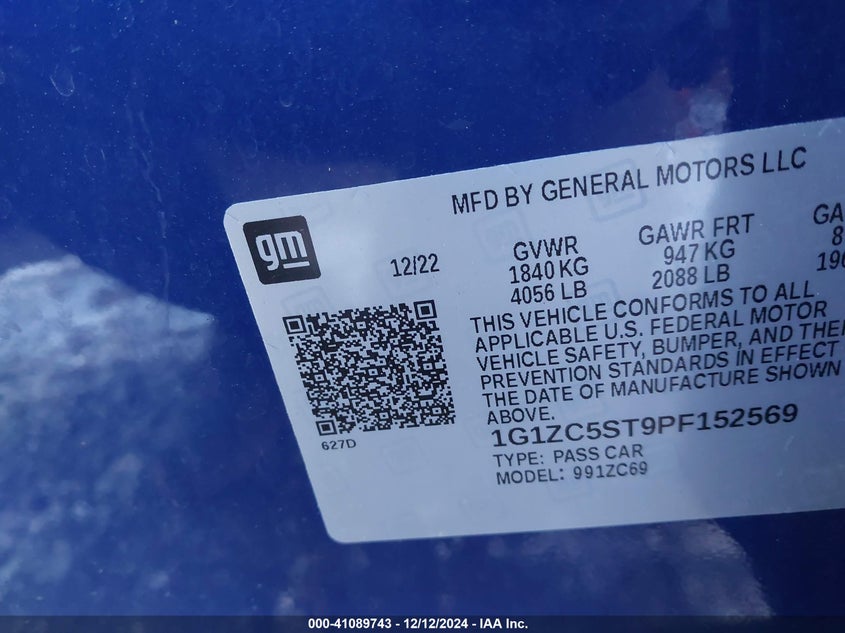 MFD BY GENERAL MOTORS LLC
gm
12/22
GVWR
1840 KG
4056 LB
GAWR FRT
947 KG
2088 LB
THIS VEHICLE CONFORMS TO ALL
APPLICABLE U.S. FEDERAL MOTOR
VEHICLE SAFETY, BUMPER, AND
PREVENTION STANDARDS IN EFFECT
THE DATE OF MANUFACTURE SHOWN
ABOVE.
627D
1G1ZC5ST9PF152569
TYPE: PASS CAR
MODEL: 991ZC69
000-41089743 - 12/12/2024 - IAA Inc.